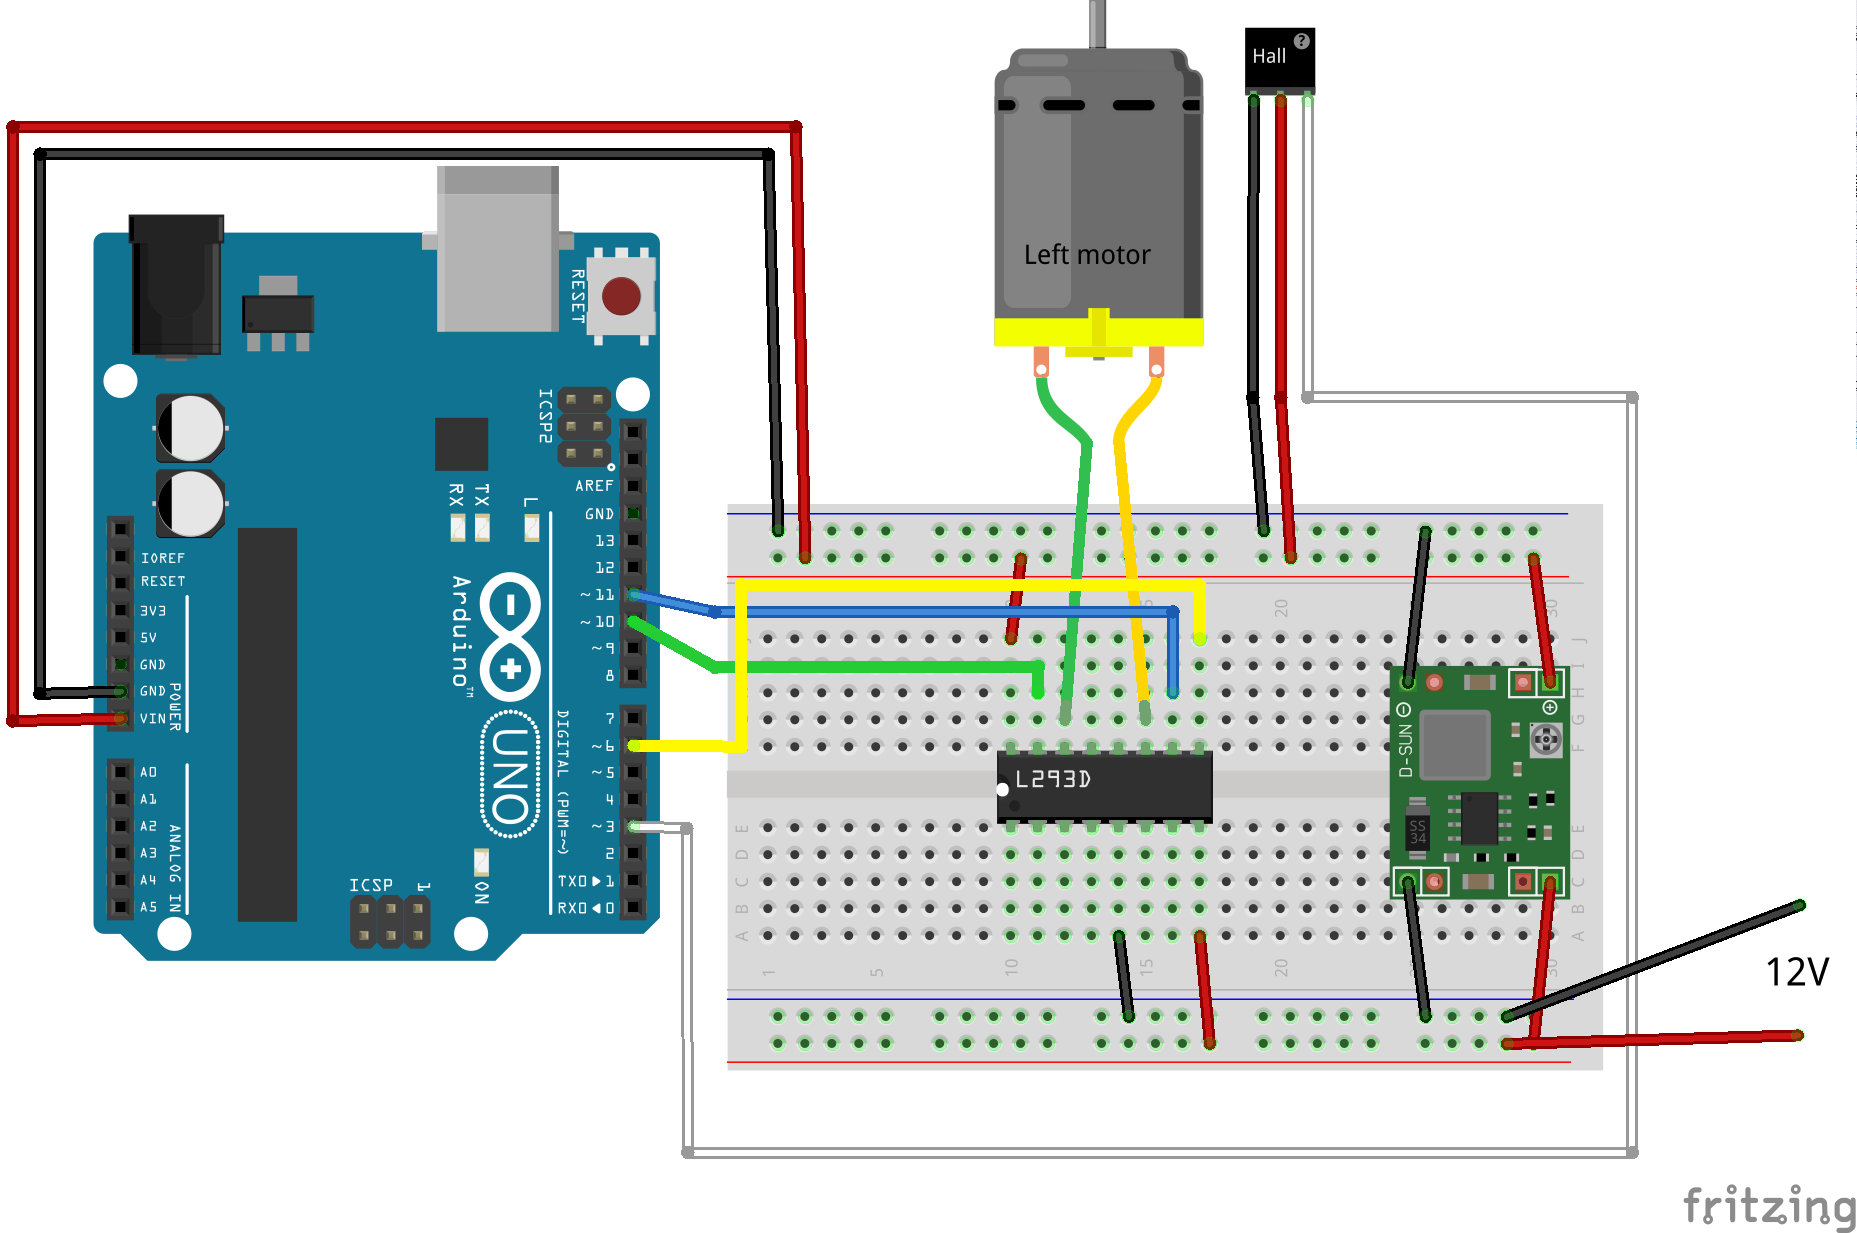 Hall
?
Left motor
RESET
ICSP2
AREF
GND
13
12
~11
~10
~9
8
RX
TX
L
IOREF
RESET
3V3
5V
GND
GND
VIN
POWER
Arduino™
UNO
DIGITAL (PWM=~)
7
~6
~5
4
~3
2
TX0▶1
RX0◀0
A0
A1
A2
A3
A4
A5
ANALOG IN
ICSP
1
ON
20
30
J
I
H
G
F
L293D
D-SUN
SS
34
E
D
C
B
A
E
D
C
B
A
1
5
10
15
20
30
12V
fritzing